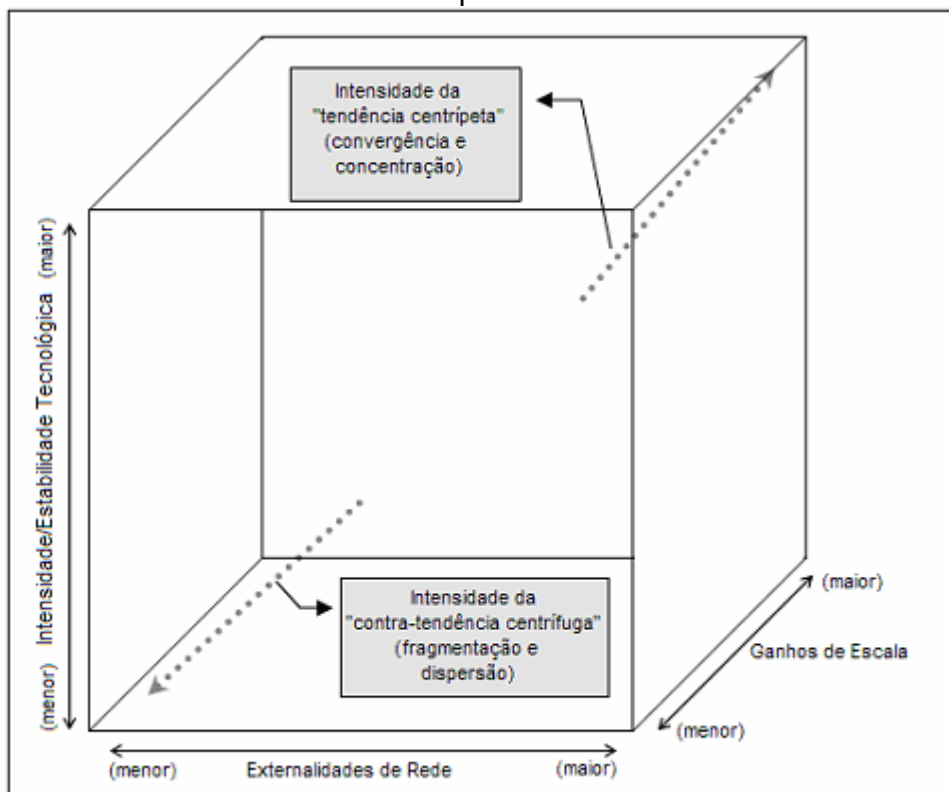 Intensidade da
"tendência centrípeta"
(convergência e
concentração)
(maior)
Intensidade/Estabilidade Tecnológica
(menor)
Intensidade da
"contra-tendência centrífuga"
(fragmentação e
dispersão)
(maior)
Ganhos de Escala
(menor)
(menor)
Externalidades de Rede
(maior)